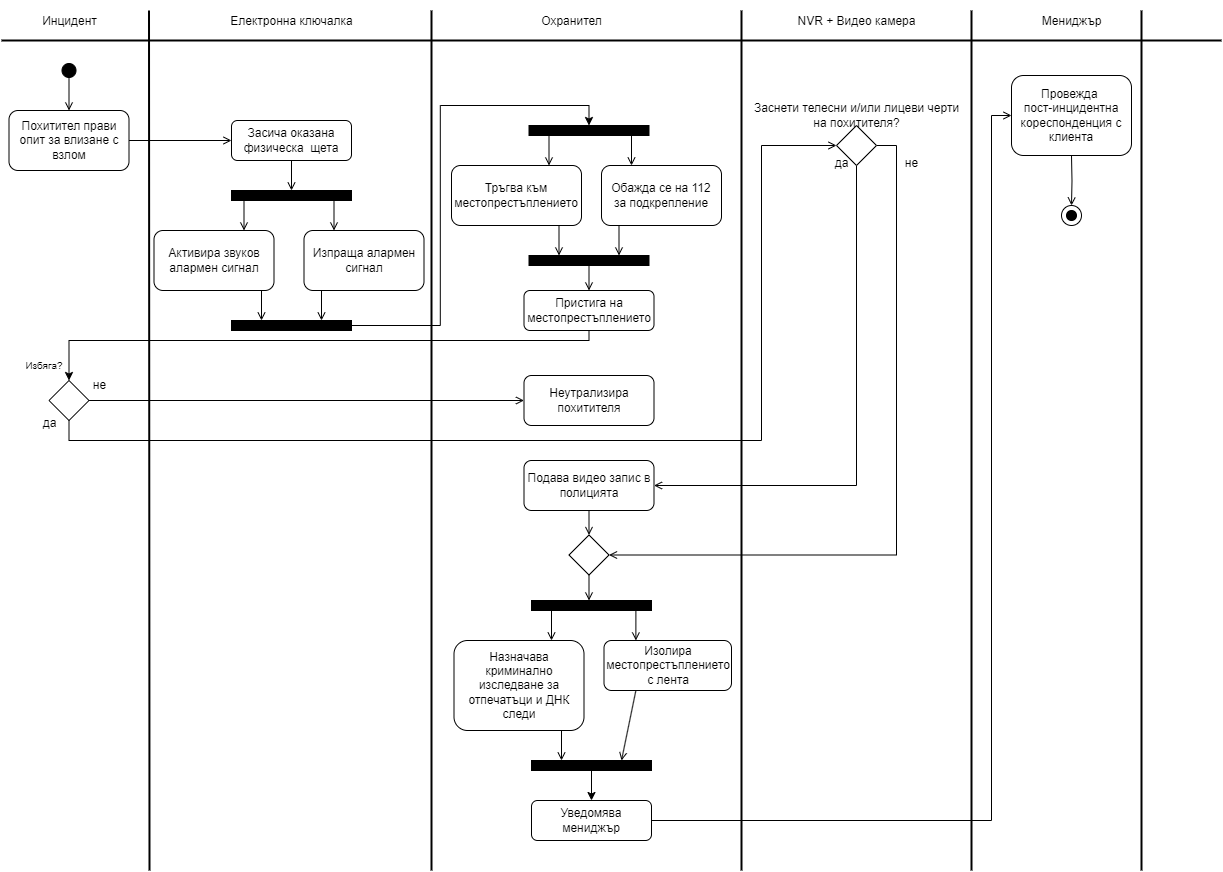 Инцидент
Електронна ключалка
Охранител
NVR + Видео камера
Мениджър
Похитител прави
опит за влизане с
взлом
Засича оказана
физическа щета
Активира звуков
алармен сигнал
Изпраща алармен
сигнал
Тръгва към
местопрестъплението
Обажда се на 112
за подкрепление
Пристига на
местопрестъплението
Избяга?
не
да
Неутрализира
похитителя
Заснети телесни и/или лицеви черти
на похитителя?
да
не
Подава видео запис в
полицията
Назначава
криминално
изследване за
отпечатъци и ДНК
следи
Изолира
местопрестъплението
с лента
Уведомява
мениджър
Провежда
пост-инцидентна
кореспонденция с
клиента